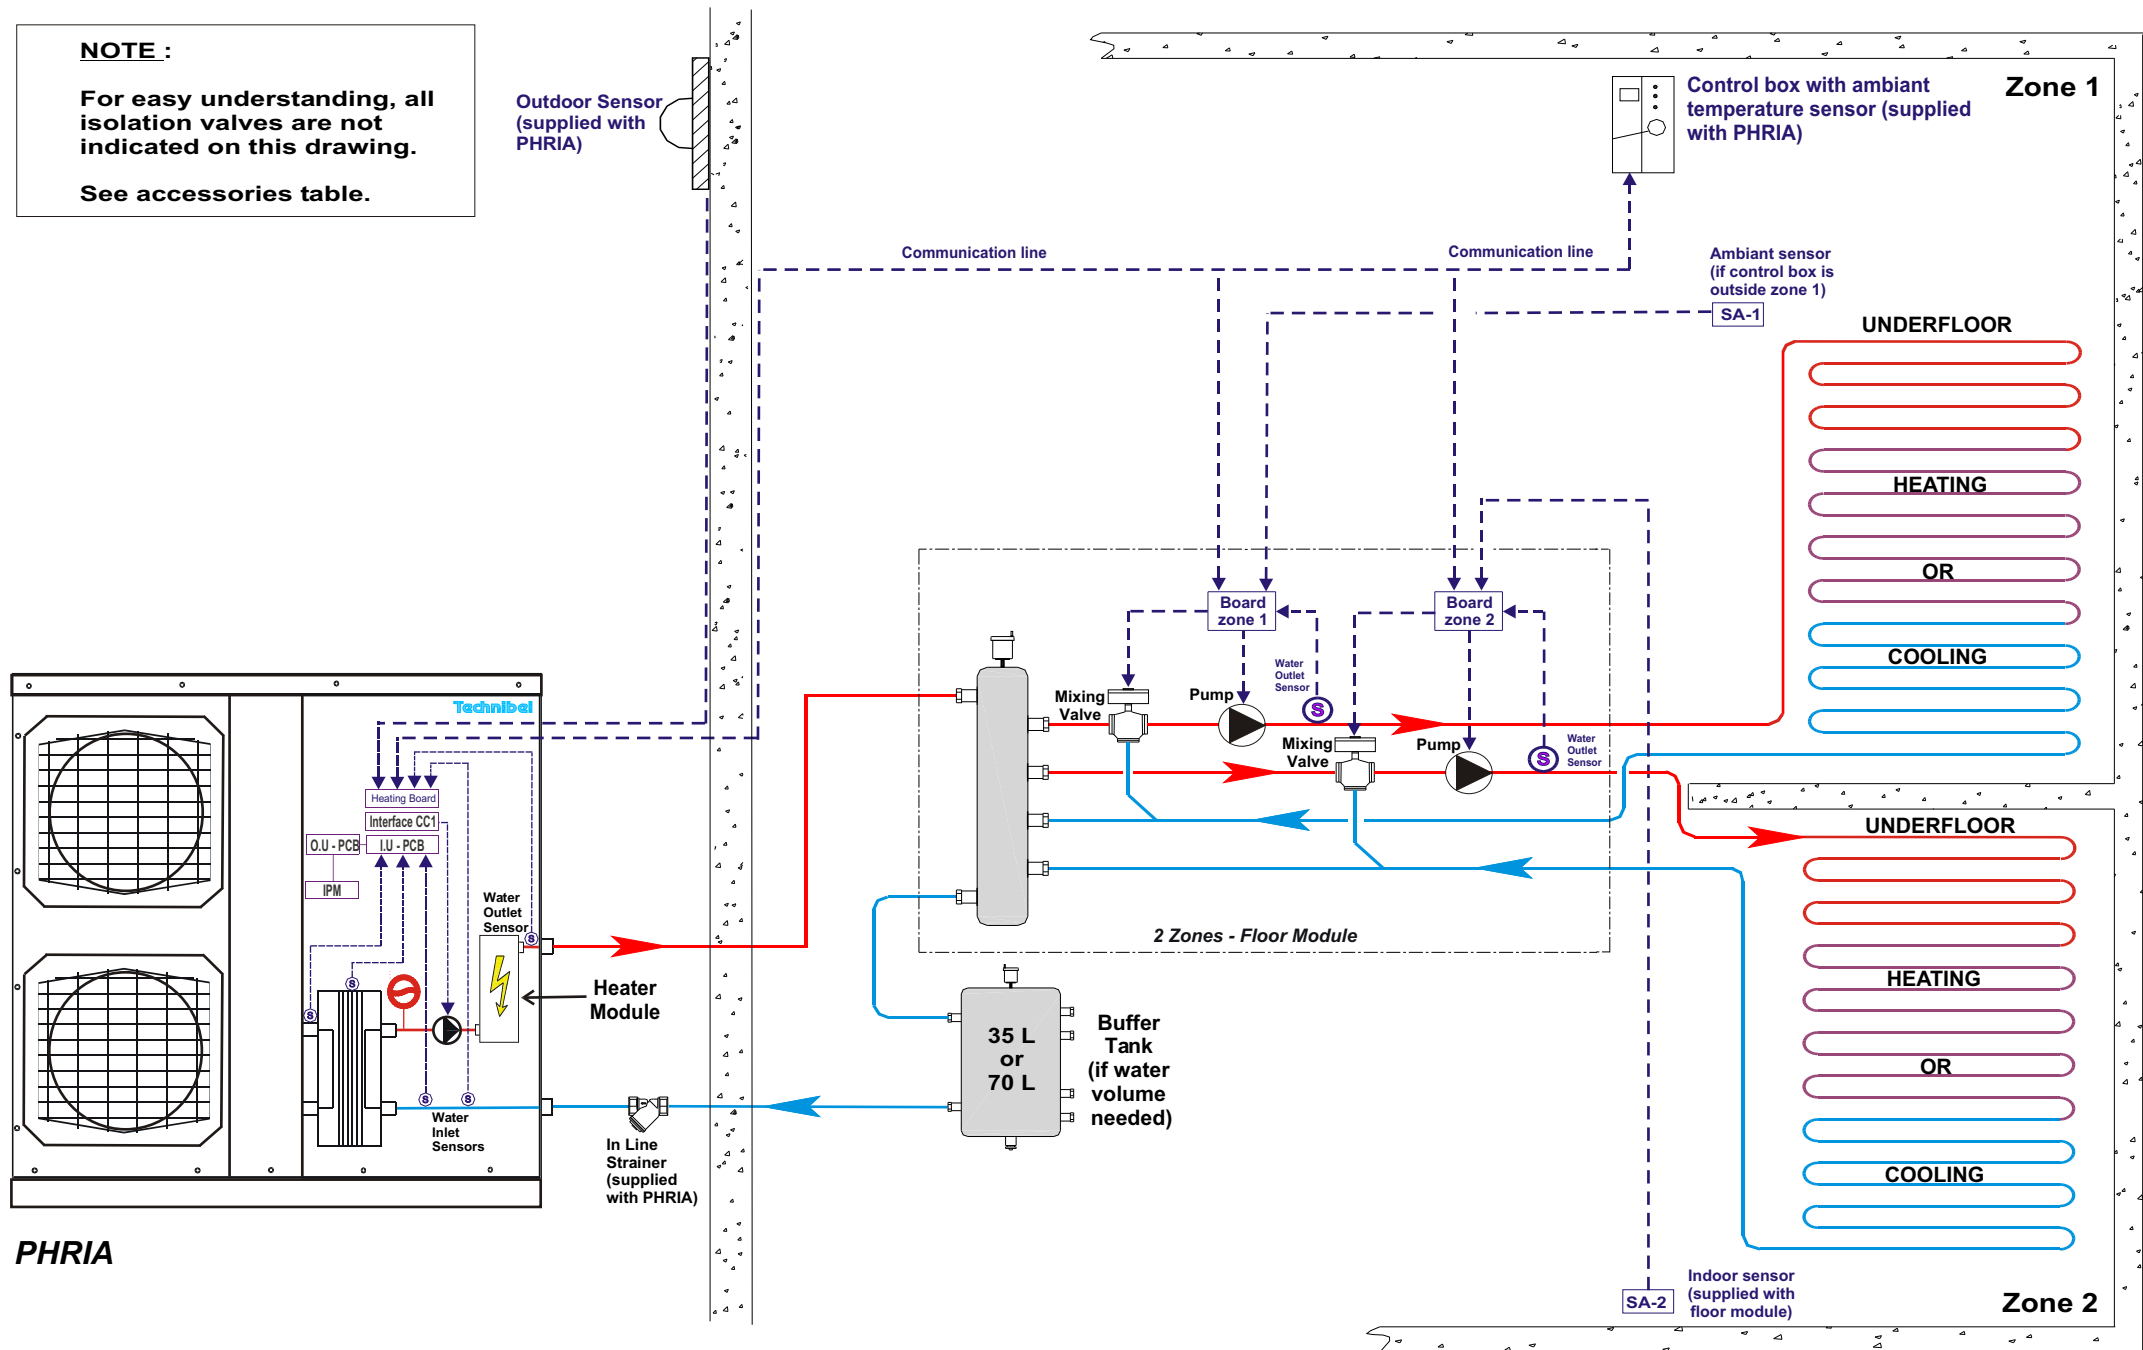 NOTE :
For easy understanding, all
isolation valves are not
indicated on this drawing.
See accessories table.
Outdoor Sensor
(supplied with
PHRIA)
Control box with ambiant
temperature sensor (supplied
with PHRIA)
Zone 1
Communication line
Communication line
Ambiant sensor
(if control box is
outside zone 1)
SA-1
UNDERFLOOR
HEATING
OR
COOLING
Board
zone 1
Board
zone 2
Mixing
Valve
Pump
Water
Outlet
Sensor
S
Mixing
Valve
Pump
Water
Outlet
Sensor
S
2 Zones - Floor Module
Technibel
Heating Board
Interface CC1
O.U - PCB
I.U - PCB
IPM
Water
Outlet
Sensor
S
S
S
Heater
Module
S
S
Water
Inlet
Sensors
In Line
Strainer
(supplied
with PHRIA)
35 L
or
70 L
Buffer
Tank
(if water
volume
needed)
UNDERFLOOR
HEATING
OR
COOLING
SA-2
Indoor sensor
(supplied with
floor module)
Zone 2
PHRIA